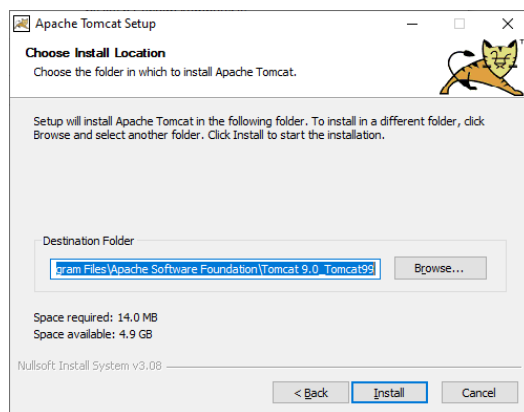 Apache Tomcat Setup
Choose Install Location
Choose the folder in which to install Apache Tomcat.
TM
Setup will install Apache Tomcat in the following folder. To install in a different folder, click
Browse and select another folder. Click Install to start the installation.
Destination Folder
gram Files\Apache Software Foundation\Tomcat 9.0_Tomcat99
Browse...
Space required: 14.0 MB
Space available: 4.9 GB
Nullsoft Install System v3.08
< Back
Install
Cancel